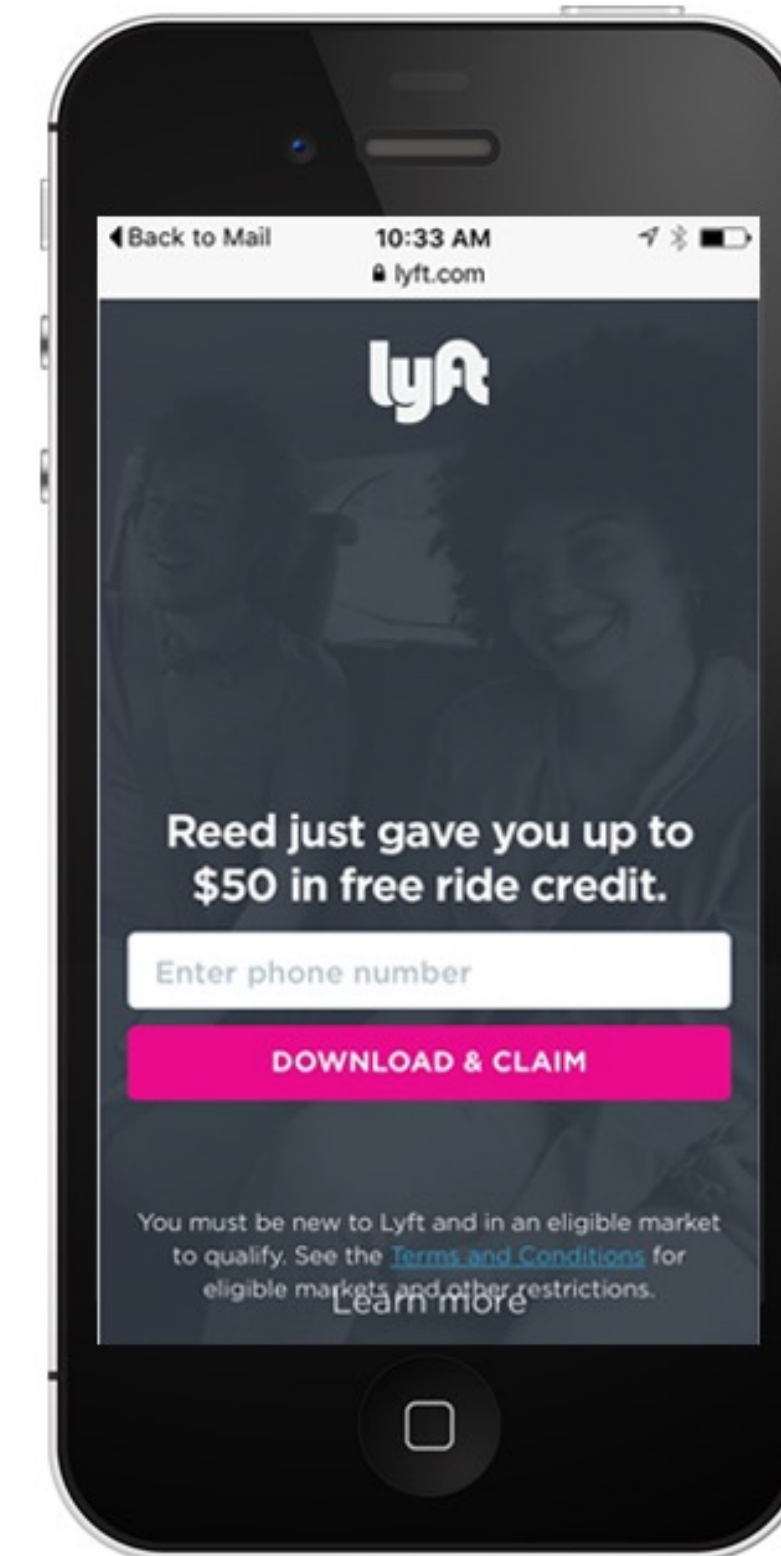 Back to Mail 10:33 AM
lyft.com
lyft
Reed just gave you up to
$50 in free ride credit.
Enter phone number
DOWNLOAD & CLAIM
You must be new to Lyft and in an eligible market
to qualify. See the Terms and Conditions for
eligible markets and other restrictions.
Learn more